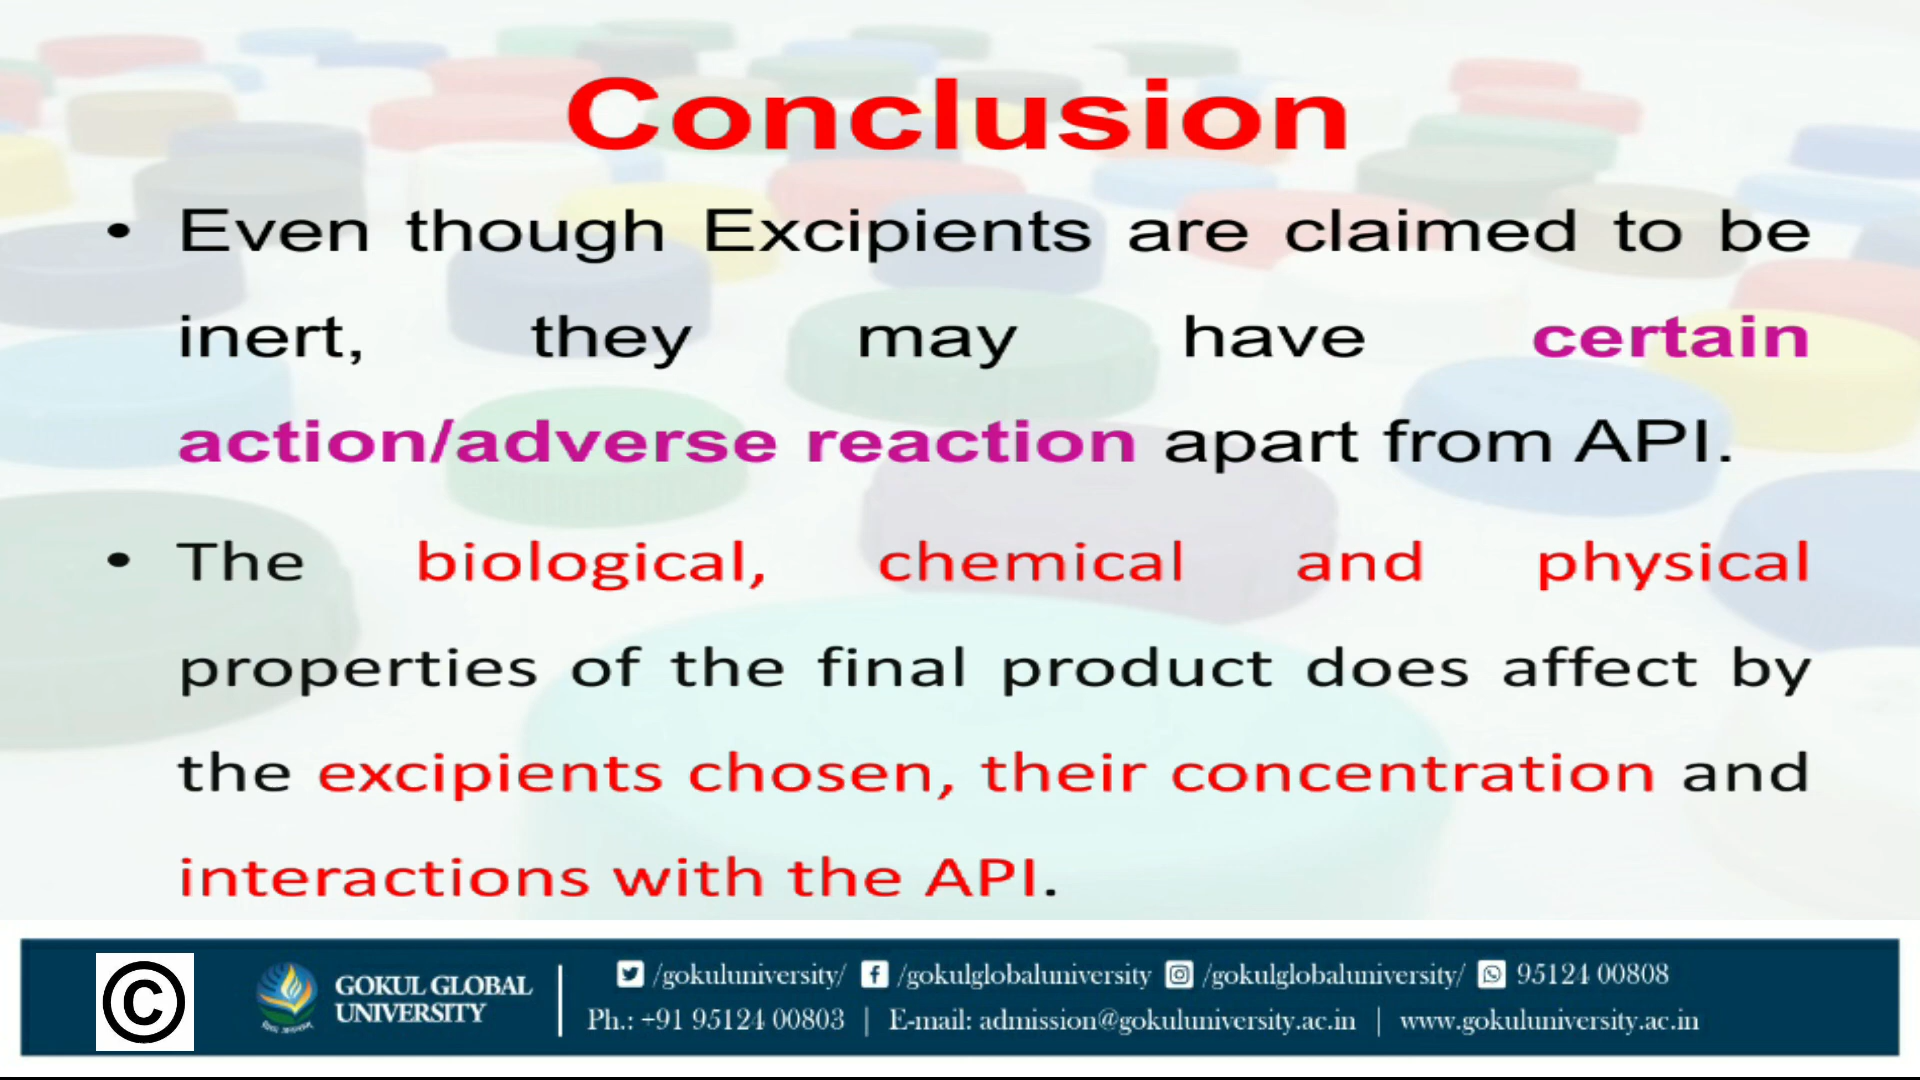 Conclusion
• Even though Excipients are claimed to be
inert, they may have certain
action/adverse reaction apart from API.
• The biological, chemical and physical
properties of the final product does affect by
the excipients chosen, their concentration and
interactions with the API.
©
GOKUL GLOBAL
UNIVERSITY
/gokuluniversity/ /gokulglobaluniversity /gokulglobaluniversity/ 95124 00808
Ph.: +91 95124 00803 | E-mail: admission@gokuluniversity.ac.in | www.gokuluniversity.ac.in